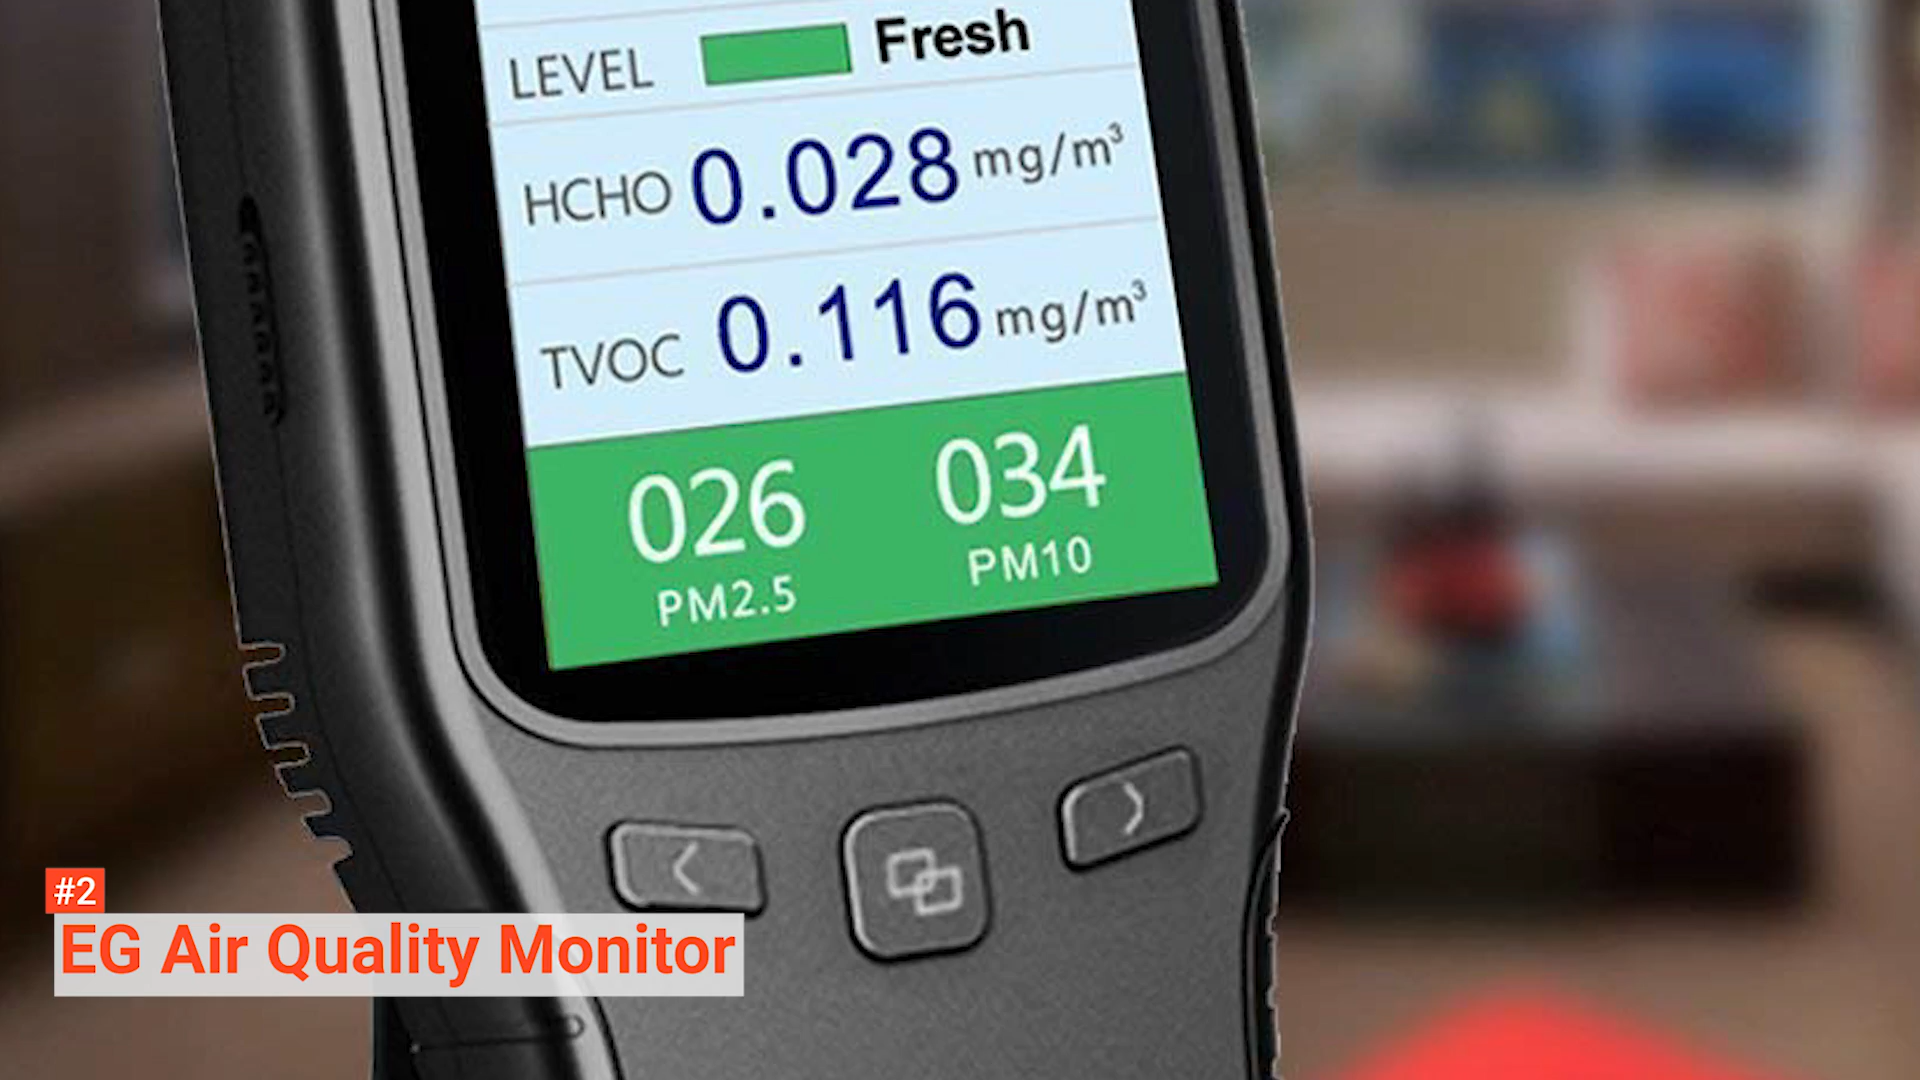 LEVEL Fresh
HCHO 0.028 mg/m³
TVOC 0.116 mg/m³
026 034
PM2.5 PM10
#2
EG Air Quality Monitor